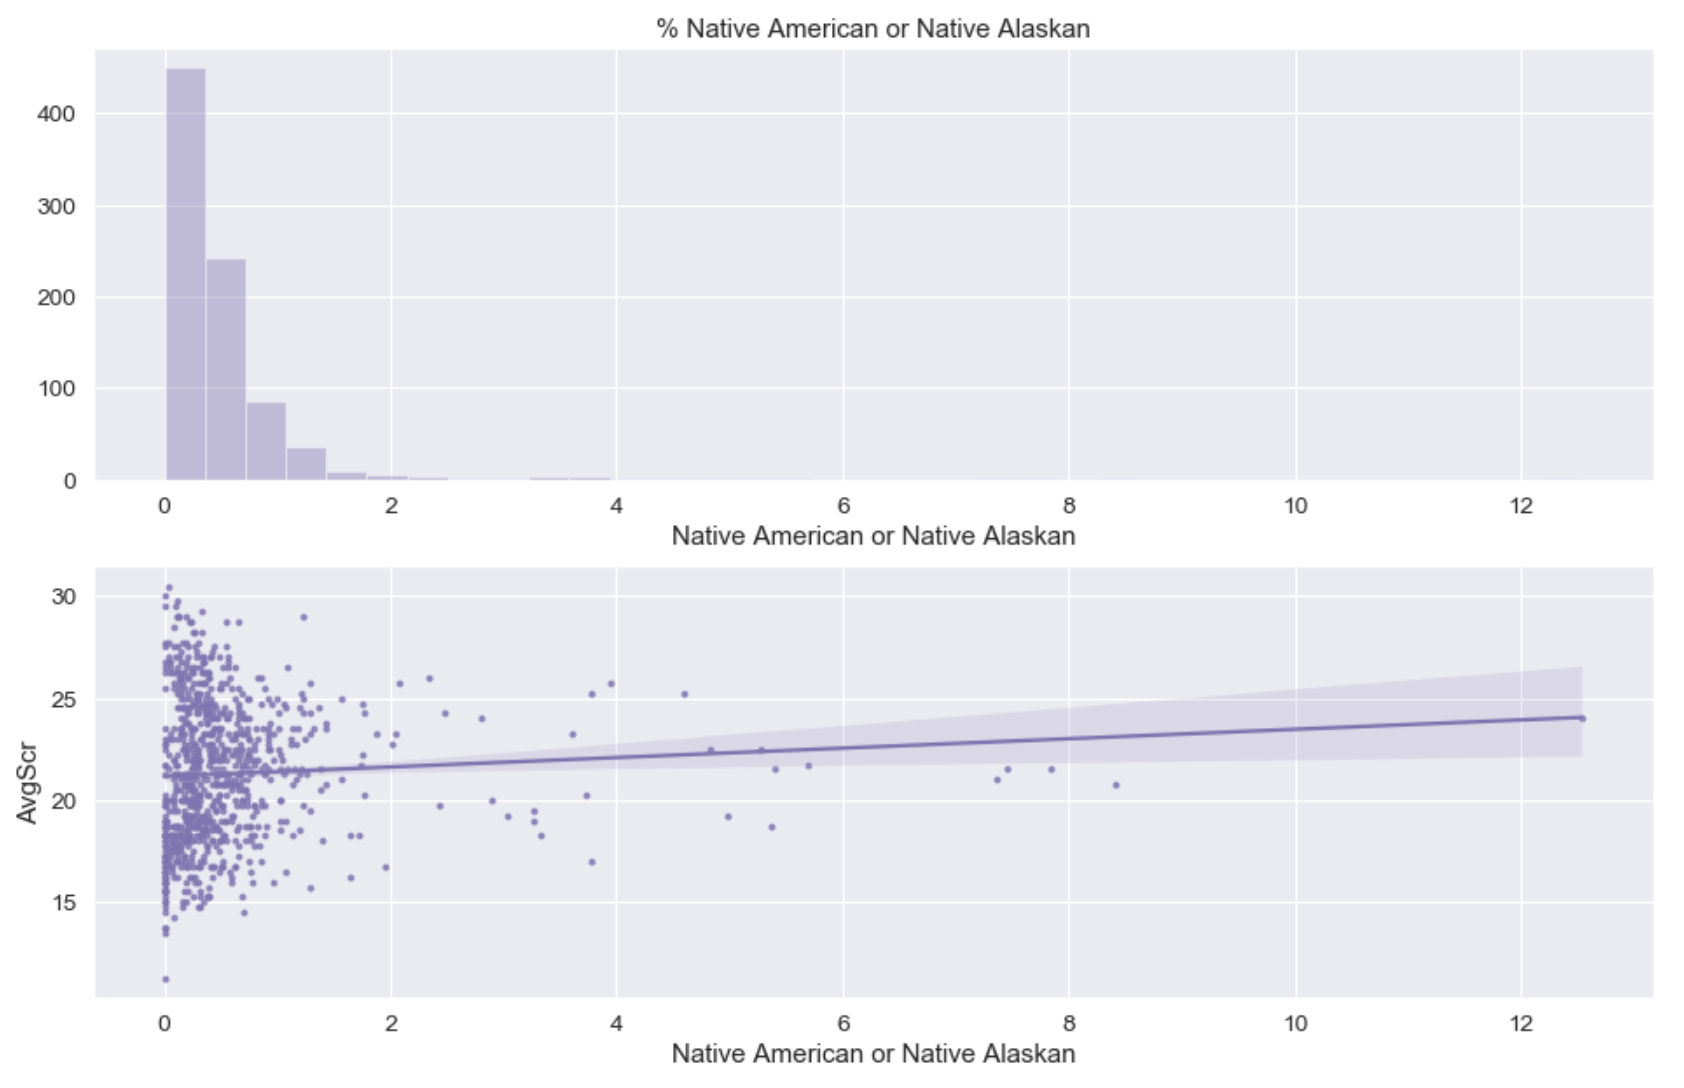 % Native American or Native Alaskan
400
300
200
100
0
0 2 4 6 8 10 12
Native American or Native Alaskan
30
25
20
15
AvgScr
0 2 4 6 8 10 12
Native American or Native Alaskan